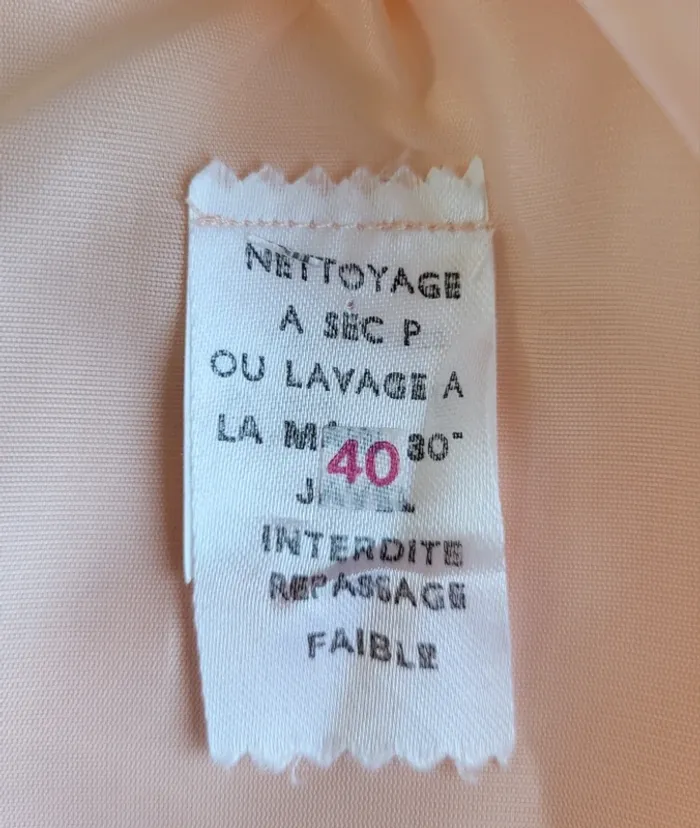 NETTOYAGE
A SEC P
OU LAVAGE A
LA 30°
40
INTERDITE
REPASSAGE
FAIBLE